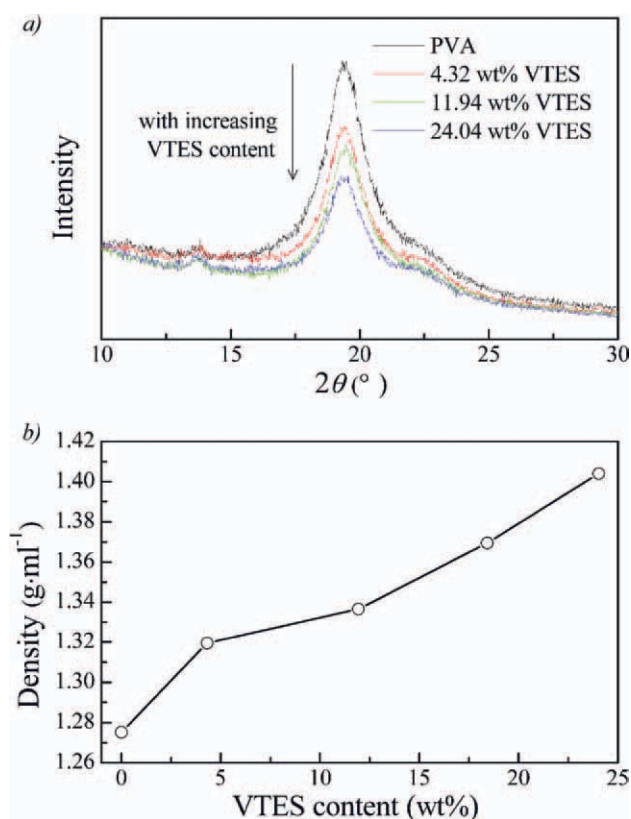 a)
PVA
4.32 wt% VTES
11.94 wt% VTES
24.04 wt% VTES
with increasing
VTES content
Intensity
10 15 20 25 30
2θ (°)
b)
1.42
1.40
1.38
1.36
1.34
1.32
1.30
1.28
1.26
Density (g·ml⁻¹)
0 5 10 15 20 25
VTES content (wt%)